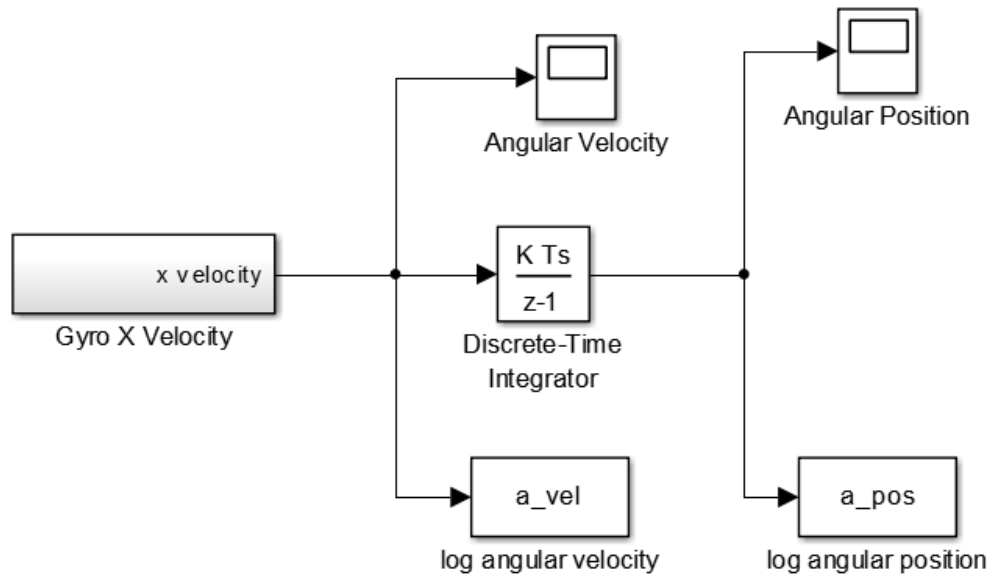 Angular Velocity
Angular Position
x velocity
Gyro X Velocity
K Ts
z-1
Discrete-Time
Integrator
a_vel
log angular velocity
a_pos
log angular position